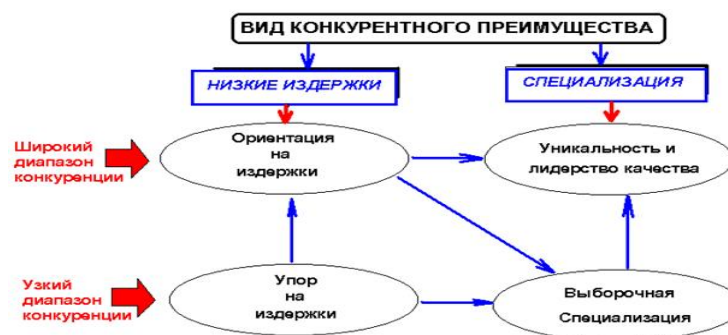 ВИД КОНКУРЕНТНОГО ПРЕИМУЩЕСТВА
НИЗКИЕ ИЗДЕРЖКИ
СПЕЦИАЛИЗАЦИЯ
Широкий
диапазон
конкуренции
Ориентация
на
издержки
Уникальность и
лидерство качества
Узкий
диапазон
конкуренции
Упор
на
издержки
Выборочная
Специализация